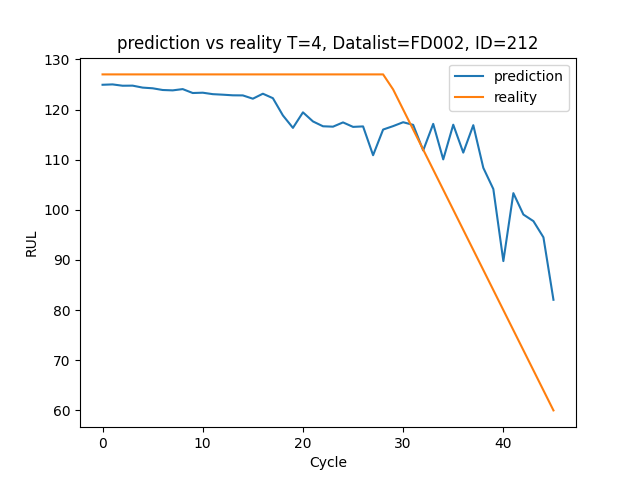 prediction vs reality T=4, Datalist=FD002, ID=212
prediction
reality
RUL
130
120
110
100
90
80
70
60
0 10 20 30 40
Cycle